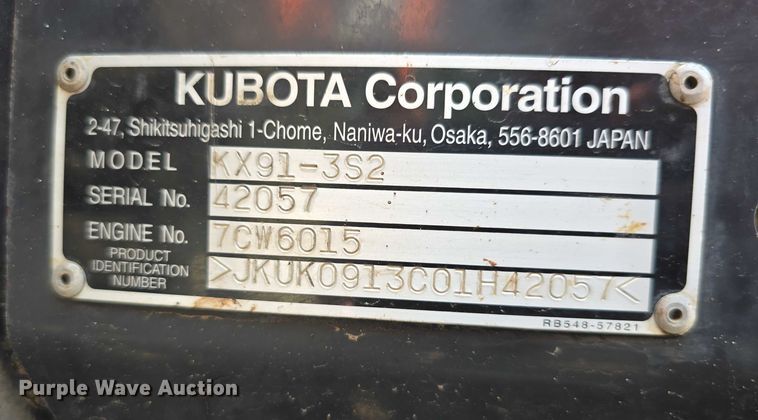 KUBOTA Corporation
2-47, Shikitsuhigashi 1-Chome, Naniwa-ku, Osaka, 556-8601 JAPAN
MODEL KX91-3S2
SERIAL No. 42057
ENGINE No. 7CW6015
PRODUCT IDENTIFICATION NUMBER >JKUK0913C01H42057<
RB548-57821
Purple Wave Auction